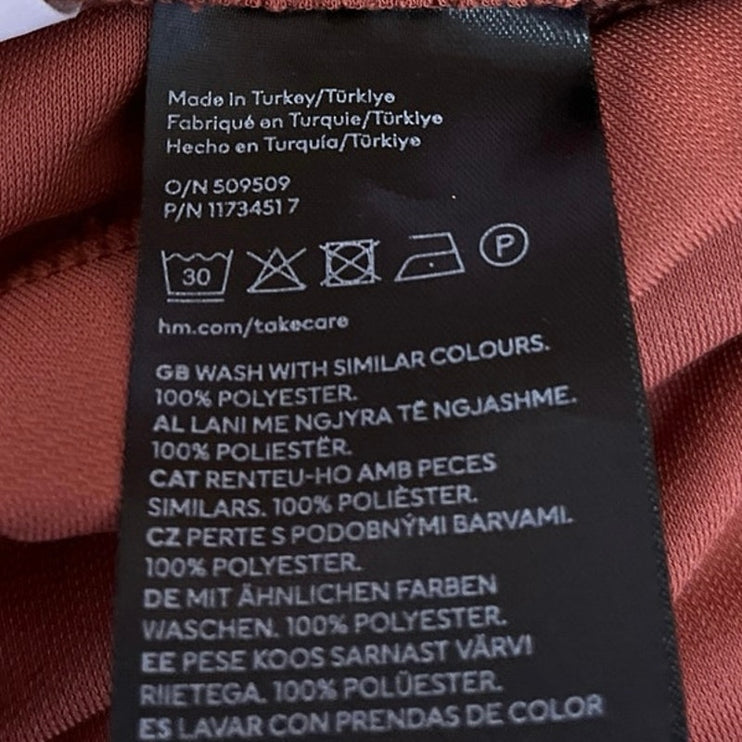 Made in Turkey/Türkiye
Fabriqué en Turquie/Türkiye
Hecho en Turquía/Türkiye
O/N 509509
P/N 11734517
30 P
hm.com/takecare
GB WASH WITH SIMILAR COLOURS.
100% POLYESTER.
AL LANI ME NGJYRA TË NGJASHME.
100% POLIESTËR.
CAT RENTEU-HO AMB PECES
SIMILARS. 100% POLIÈSTER.
CZ PERTE S PODOBNÝMI BARVAMI.
100% POLYESTER.
DE MIT ÄHNLICHEN FARBEN
WASCHEN. 100% POLYESTER.
EE PESE KOOS SARNAST VÄRVI
RIIETEGA. 100% POLÜESTER.
ES LAVAR CON PRENDAS DE COLOR